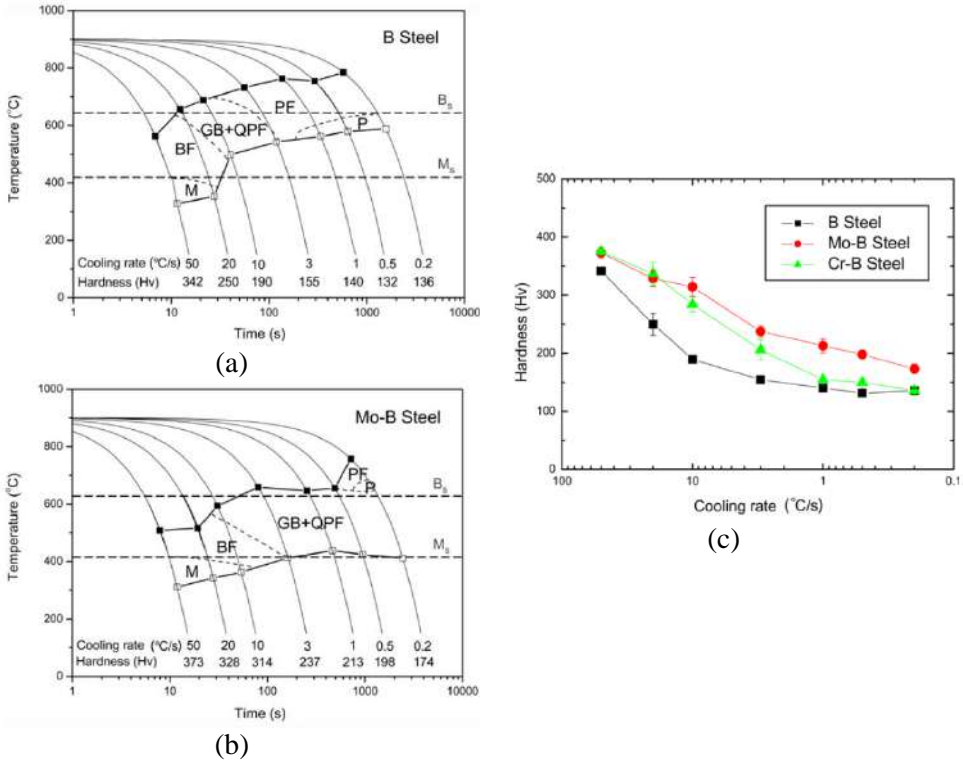 1000
B Steel
800
PF
Bs
600
GB+QPF
P
BF
Ms
400
M
200
Cooling rate (°C/s) 50 20 10 3 1 0.5 0.2
Hardness (Hv) 342 250 190 155 140 132 136
0
1 10 100 1000 10000
Temperature (°C)
Time (s)
(a)
1000
Mo-B Steel
800
PF
P
Bs
600
GB+QPF
BF
Ms
400
M
200
Cooling rate (°C/s) 50 20 10 3 1 0.5 0.2
Hardness (Hv) 373 328 314 237 213 198 174
0
1 10 100 1000 10000
Temperature (°C)
Time (s)
(b)
500
B Steel
Mo-B Steel
Cr-B Steel
400
300
200
100
0
100 10 1 0.1
Hardness (Hv)
Cooling rate (°C/s)
(c)